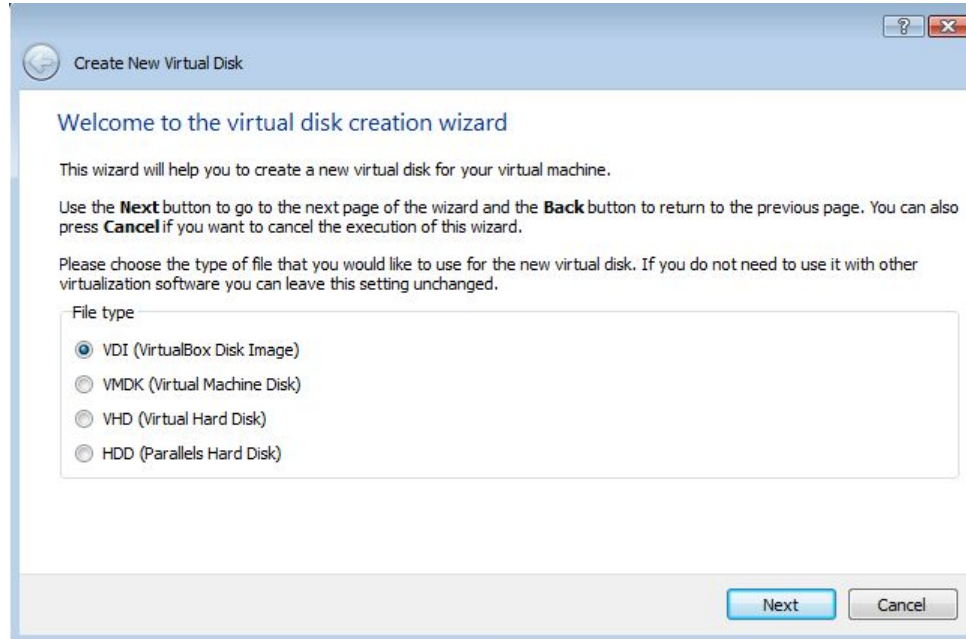 Create New Virtual Disk
Welcome to the virtual disk creation wizard
This wizard will help you to create a new virtual disk for your virtual machine.
Use the Next button to go to the next page of the wizard and the Back button to return to the previous page. You can also
press Cancel if you want to cancel the execution of this wizard.
Please choose the type of file that you would like to use for the new virtual disk. If you do not need to use it with other
virtualization software you can leave this setting unchanged.
File type
VDI (VirtualBox Disk Image)
VMDK (Virtual Machine Disk)
VHD (Virtual Hard Disk)
HDD (Parallels Hard Disk)
Next Cancel